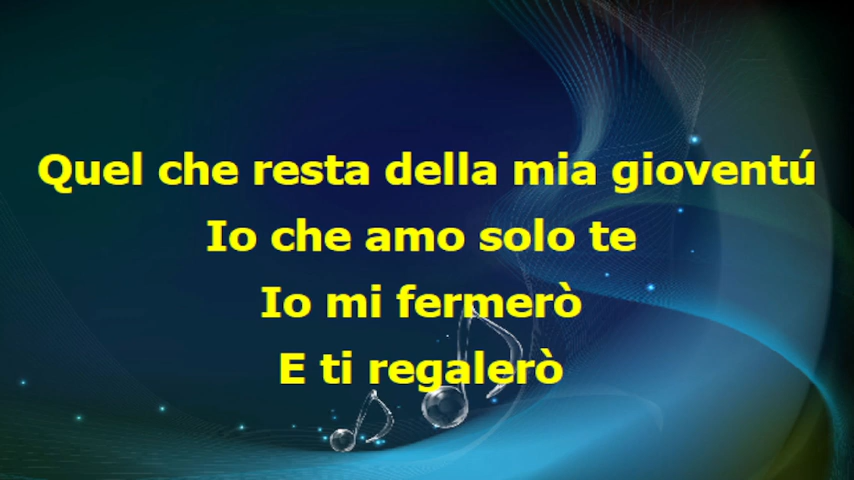 Quel che resta della mia gioventú
Io che amo solo te
Io mi fermerò
E ti regalerò